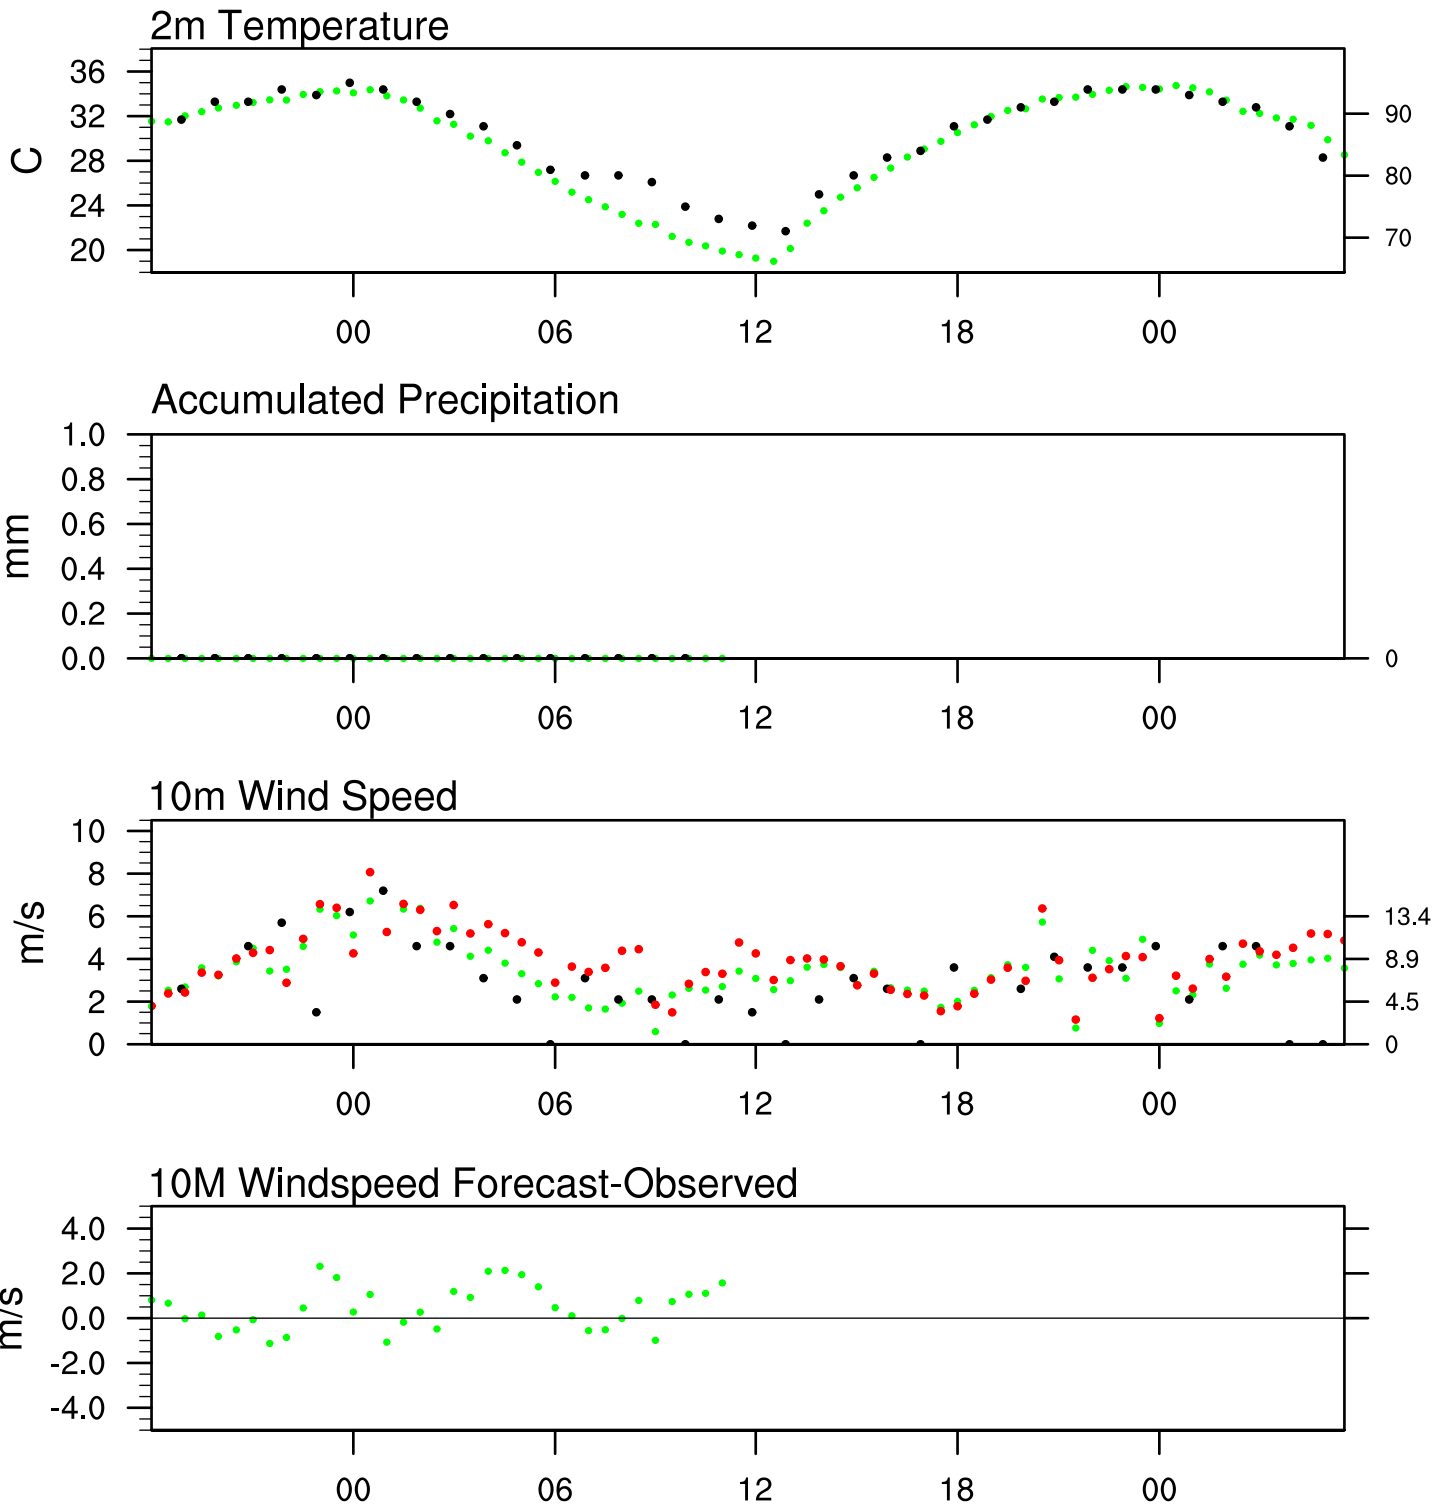 2m Temperature
36
32
28
24
20
C
90
80
70
00 06 12 18 00
Accumulated Precipitation
1.0
0.8
0.6
0.4
0.2
0.0
mm
0
00 06 12 18 00
10m Wind Speed
10
8
6
4
2
0
m/s
13.4
8.9
4.5
0
00 06 12 18 00
10M Windspeed Forecast-Observed
4.0
2.0
0.0
-2.0
-4.0
m/s
00 06 12 18 00